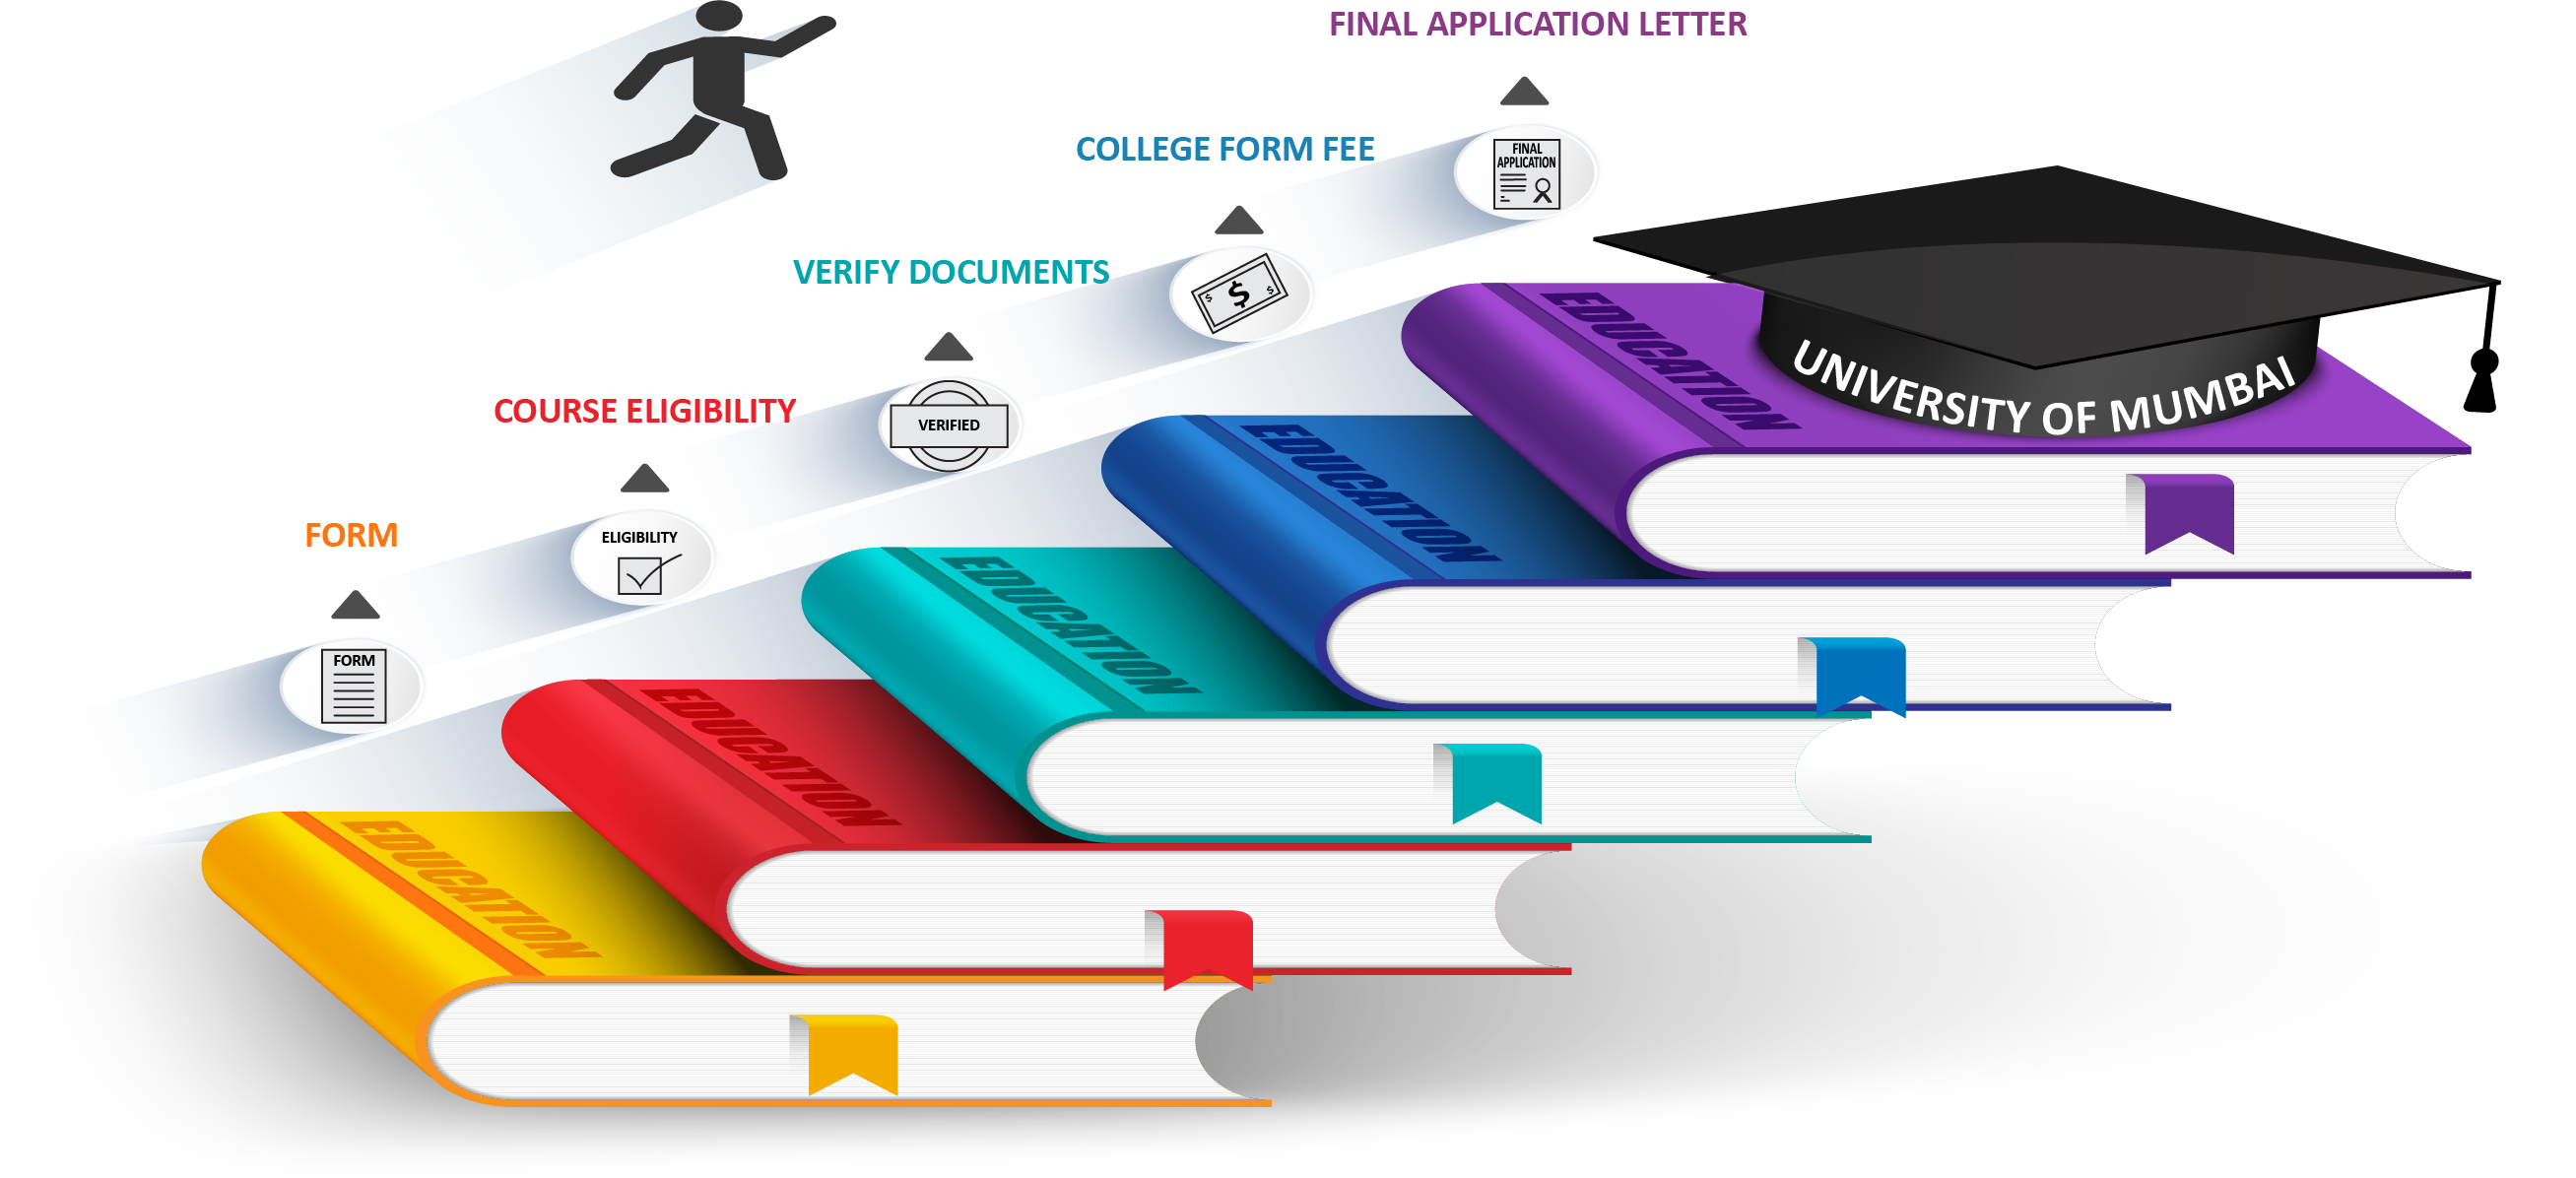 FINAL APPLICATION LETTER
COLLEGE FORM FEE
FINAL
APPLICATION
VERIFY DOCUMENTS
$ $ $
COURSE ELIGIBILITY
VERIFIED
FORM
ELIGIBILITY
FORM
UNIVERSITY OF MUMBAI
EDUCATION
EDUCATION
EDUCATION
EDUCATION
EDUCATION